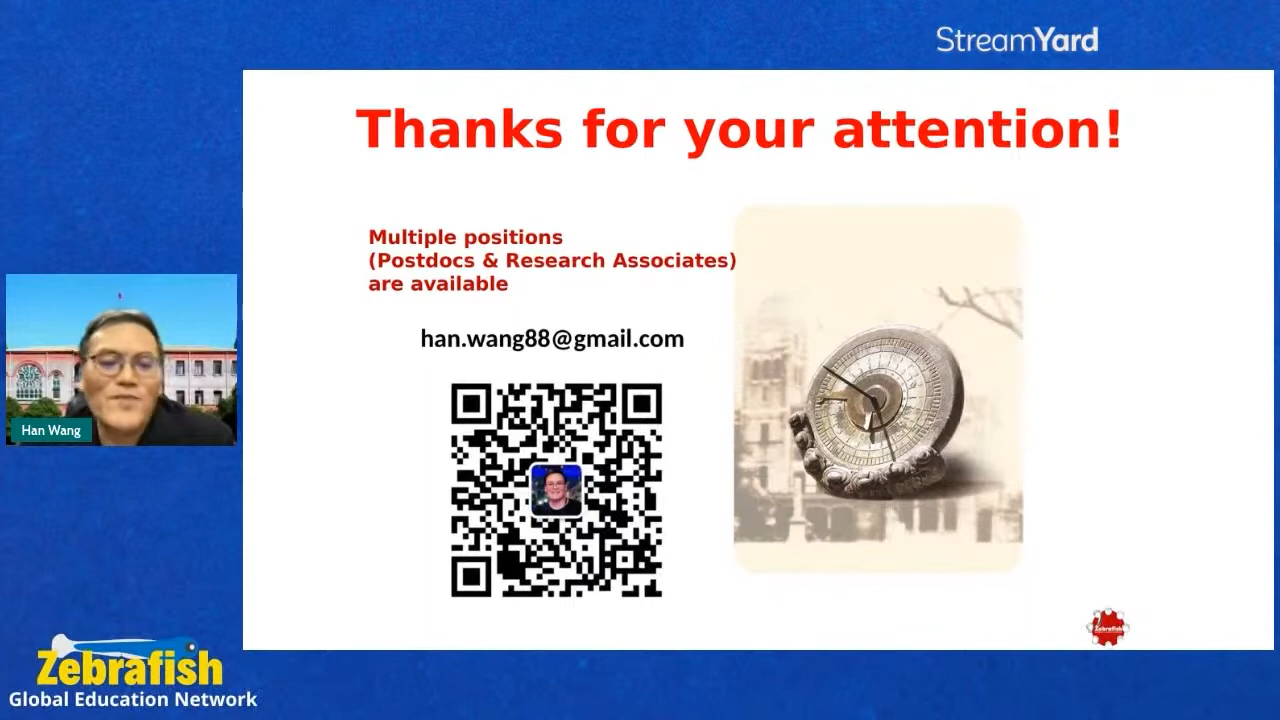 StreamYard
Thanks for your attention!
Multiple positions
(Postdocs & Research Associates)
are available
han.wang88@gmail.com
Han Wang
Zebrafish
Zebrafish
Global Education Network